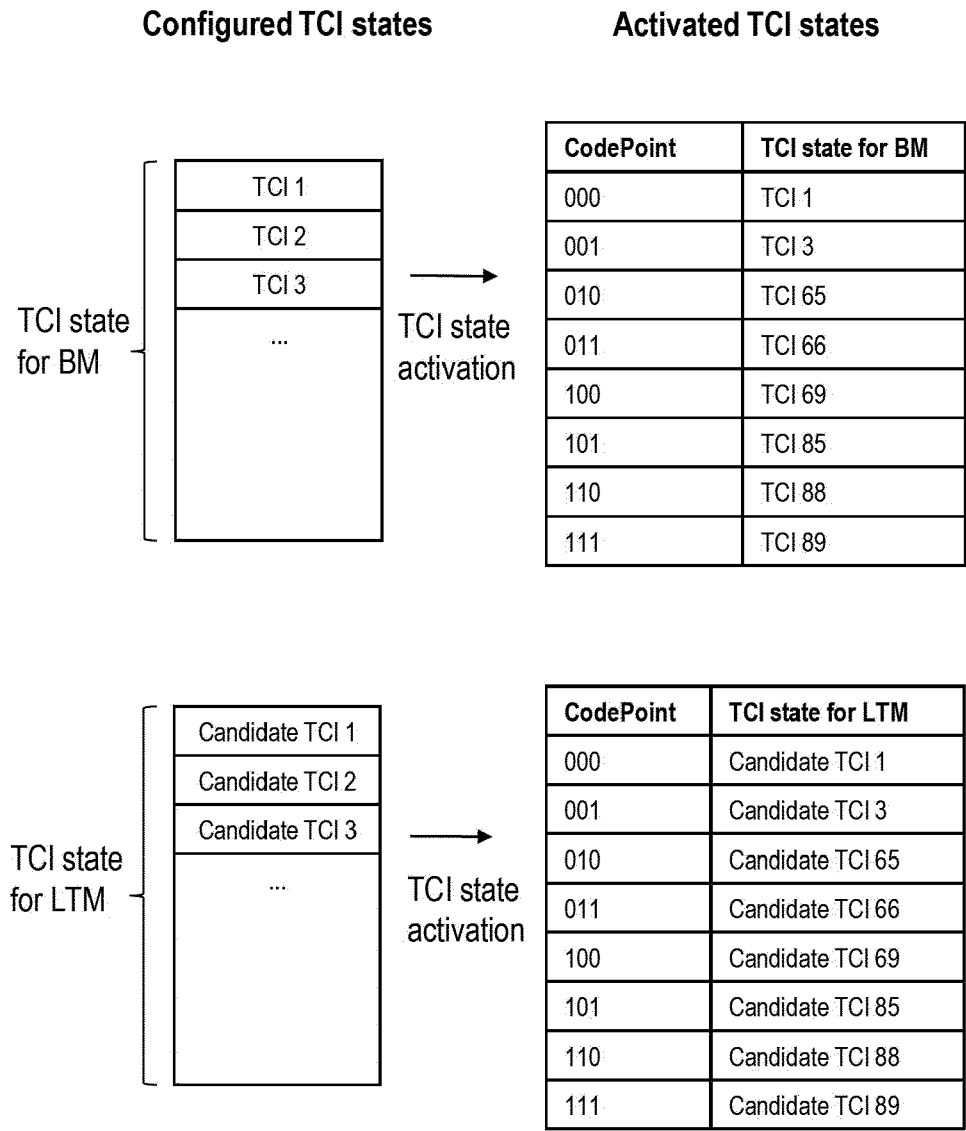 Configured TCI states
Activated TCI states
TCI state
for BM
TCI 1
TCI 2
TCI 3
...
TCI state
activation
CodePoint TCI state for BM
000 TCI 1
001 TCI 3
010 TCI 65
011 TCI 66
100 TCI 69
101 TCI 85
110 TCI 88
111 TCI 89
TCI state
for LTM
Candidate TCI 1
Candidate TCI 2
Candidate TCI 3
...
TCI state
activation
CodePoint TCI state for LTM
000 Candidate TCI 1
001 Candidate TCI 3
010 Candidate TCI 65
011 Candidate TCI 66
100 Candidate TCI 69
101 Candidate TCI 85
110 Candidate TCI 88
111 Candidate TCI 89